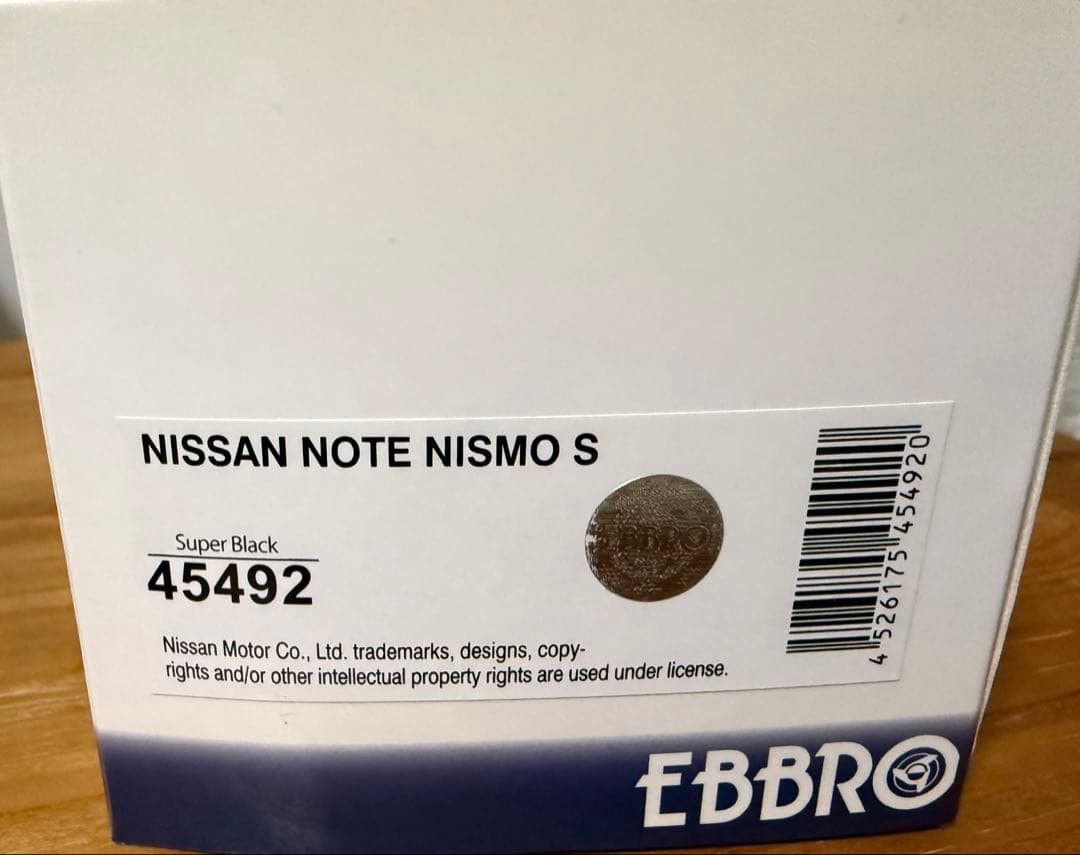 NISSAN NOTE NISMO S
Super Black
45492
EBBRO
Nissan Motor Co., Ltd. trademarks, designs, copy-
rights and/or other intellectual property rights are used under license.
4 526175 454920
EBBRO